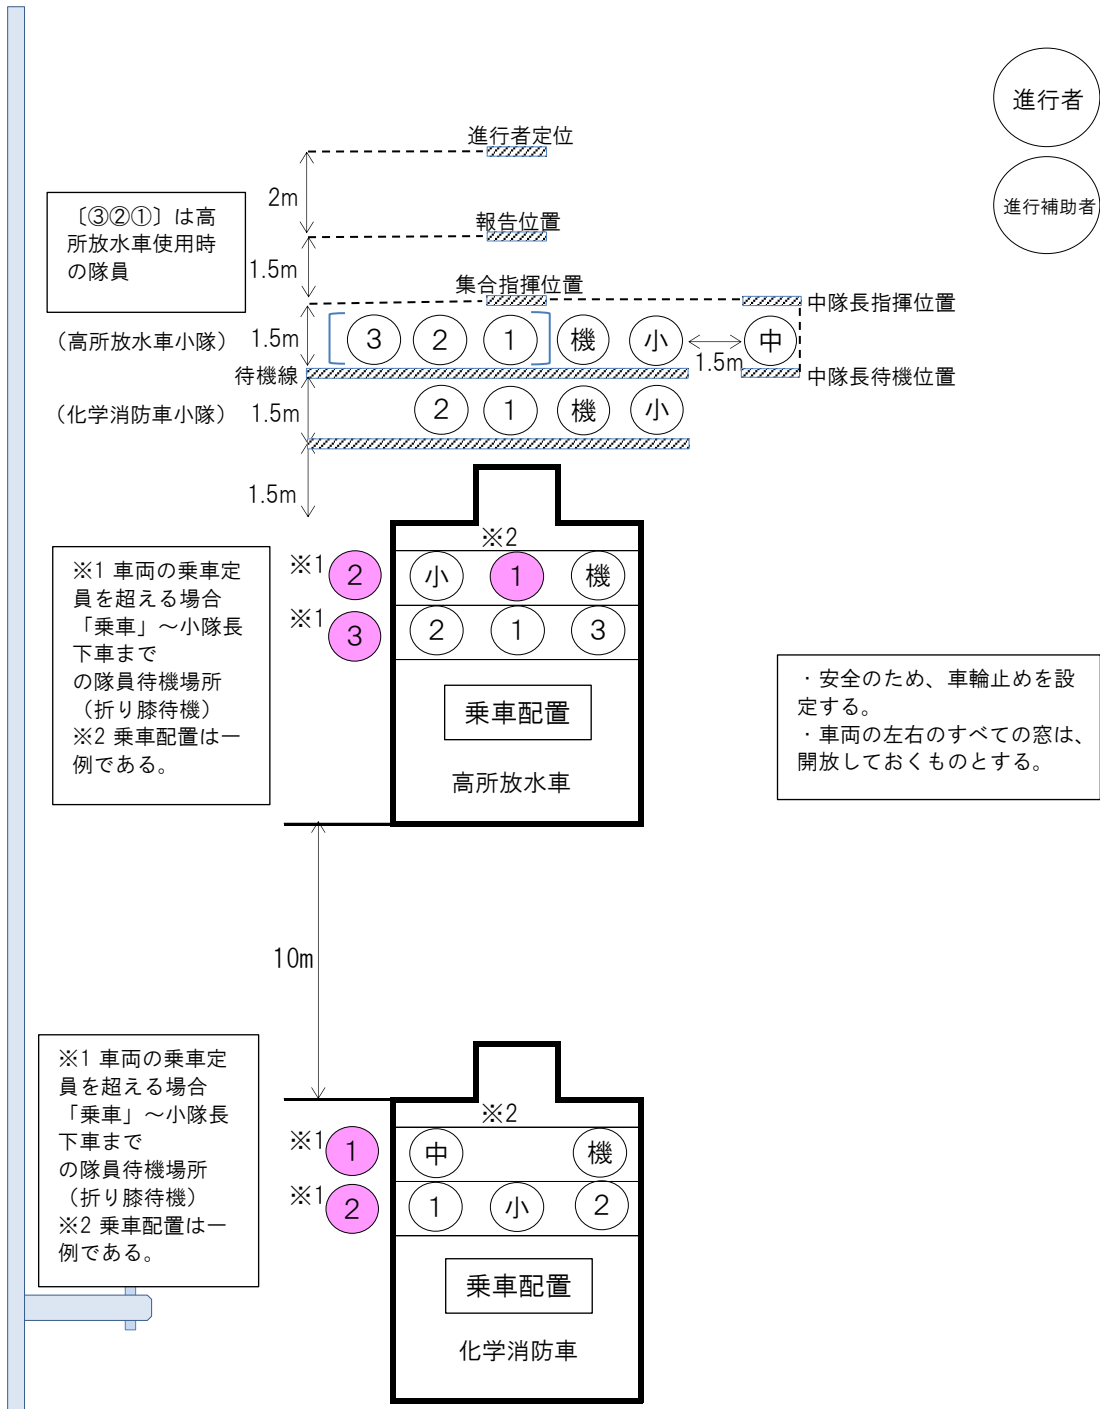 進行者
進行補助者
進行者定位
2m
報告位置
〔③②①〕は高
所放水車使用時
の隊員
1.5m
集合指揮位置
中隊長指揮位置
（高所放水車小隊）
1.5m
3
2
1
機
小
1.5m
中
待機線
中隊長待機位置
（化学消防車小隊）
1.5m
2
1
機
小
1.5m
※2
※1
2
小
1
機
※1
3
2
1
3
※1 車両の乗車定
員を超える場合
「乗車」～小隊長
下車まで
の隊員待機場所
（折り膝待機）
※2 乗車配置は一
例である。
乗車配置
高所放水車
・安全のため、車輪止めを設
定する。
・車両の左右のすべての窓は、
開放しておくものとする。
10m
※2
※1
1
中
機
※1
2
1
小
2
※1 車両の乗車定
員を超える場合
「乗車」～小隊長
下車まで
の隊員待機場所
（折り膝待機）
※2 乗車配置は一
例である。
乗車配置
化学消防車